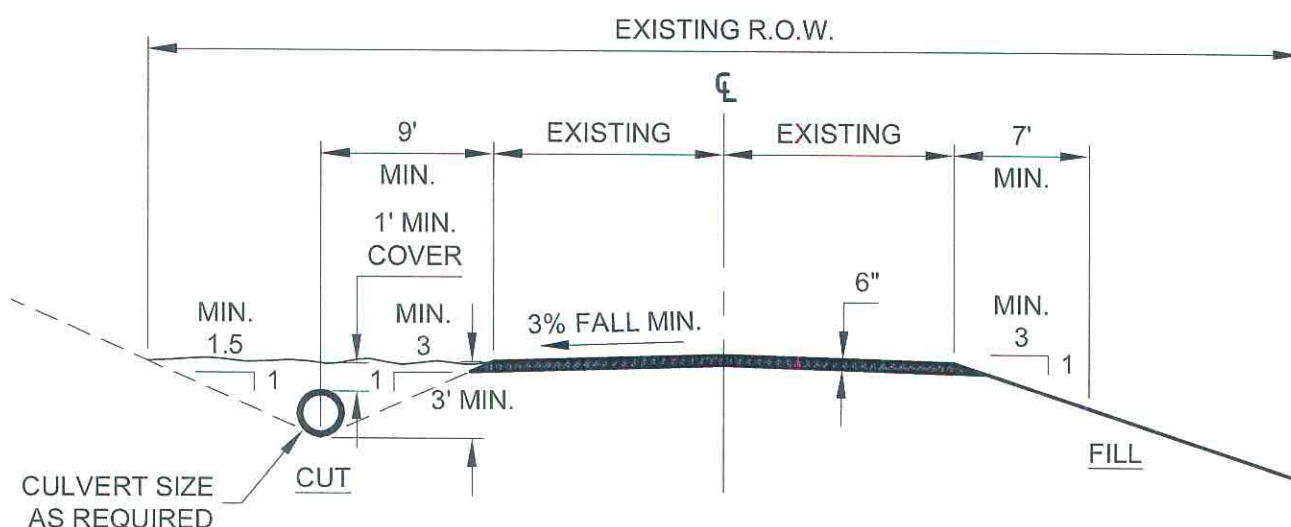 EXISTING R.O.W.
℄
9'
MIN.
EXISTING
EXISTING
7'
MIN.
1' MIN.
COVER
6"
MIN.
1.5
1
MIN.
3
1
3% FALL MIN.
MIN.
3
1
3' MIN.
CULVERT SIZE
AS REQUIRED
CUT
FILL